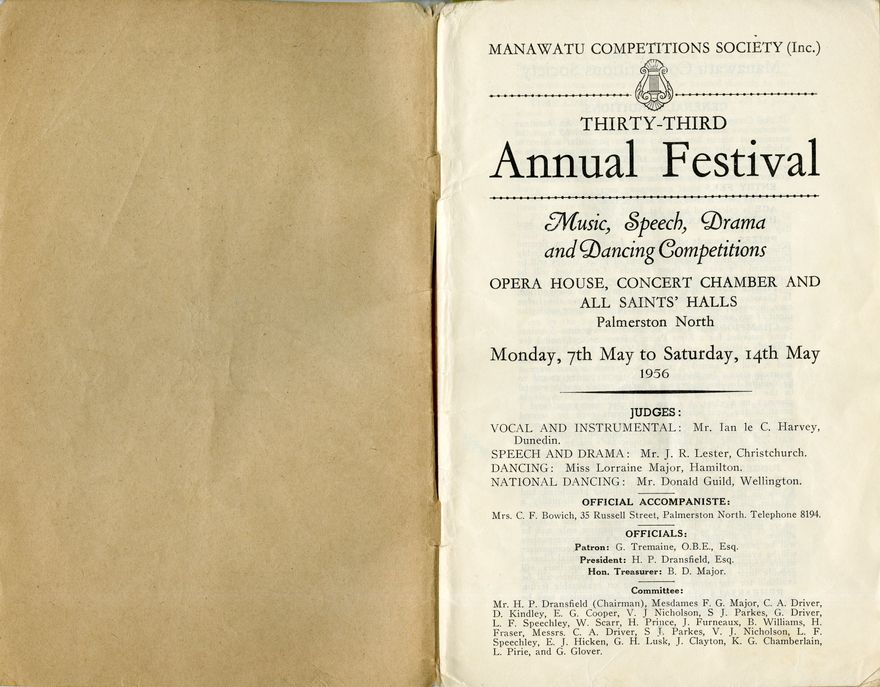 MANAWATU COMPETITIONS SOCIETY (Inc.)
THIRTY-THIRD
Annual Festival
Music, Speech, Drama
and Dancing Competitions
OPERA HOUSE, CONCERT CHAMBER AND
ALL SAINTS' HALLS
Palmerston North
Monday, 7th May to Saturday, 14th May
1956
JUDGES:
VOCAL AND INSTRUMENTAL: Mr. Ian le C. Harvey,
Dunedin.
SPEECH AND DRAMA: Mr. J. R. Lester, Christchurch.
DANCING: Miss Lorraine Major, Hamilton.
NATIONAL DANCING: Mr. Donald Guild, Wellington.
OFFICIAL ACCOMPANISTE:
Mrs. C. F. Bowich, 35 Russell Street, Palmerston North. Telephone 8194.
OFFICIALS:
Patron: G. Tremaine, O.B.E., Esq.
President: H. P. Dransfield, Esq.
Hon. Treasurer: B. D. Major.
Committee:
Mr. H. P. Dransfield (Chairman), Mesdames F. G. Major, C. A. Driver,
D. Kindley, E. G. Cooper, V. J Nicholson, S J. Parkes, G. Driver,
L. F. Speechley, W. Scarr, H. Prince, J. Furneaux, B. Williams, H.
Fraser, Messrs. C. A. Driver, S J. Parkes, V. J. Nicholson, L. F.
Speechley, E. J. Hicken, G. H. Lusk, J. Clayton, K. G. Chamberlain,
L. Pirie, and G. Glover.